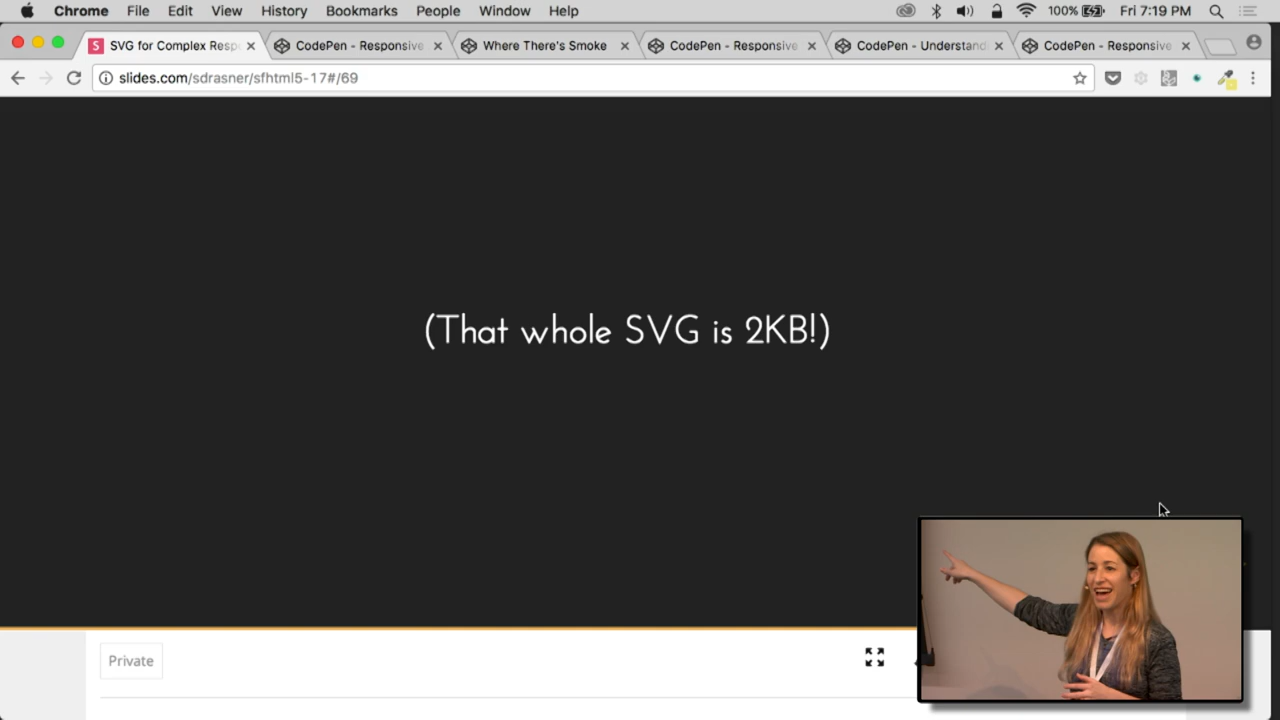 Chrome File Edit View History Bookmarks People Window Help 100% Fri 7:19 PM
S SVG for Complex Resp CodePen - Responsive Where There's Smoke CodePen - Responsive CodePen - Understand CodePen - Responsive
slides.com/sdrasner/sfhtml5-17#/69
(That whole SVG is 2KB!)
Private